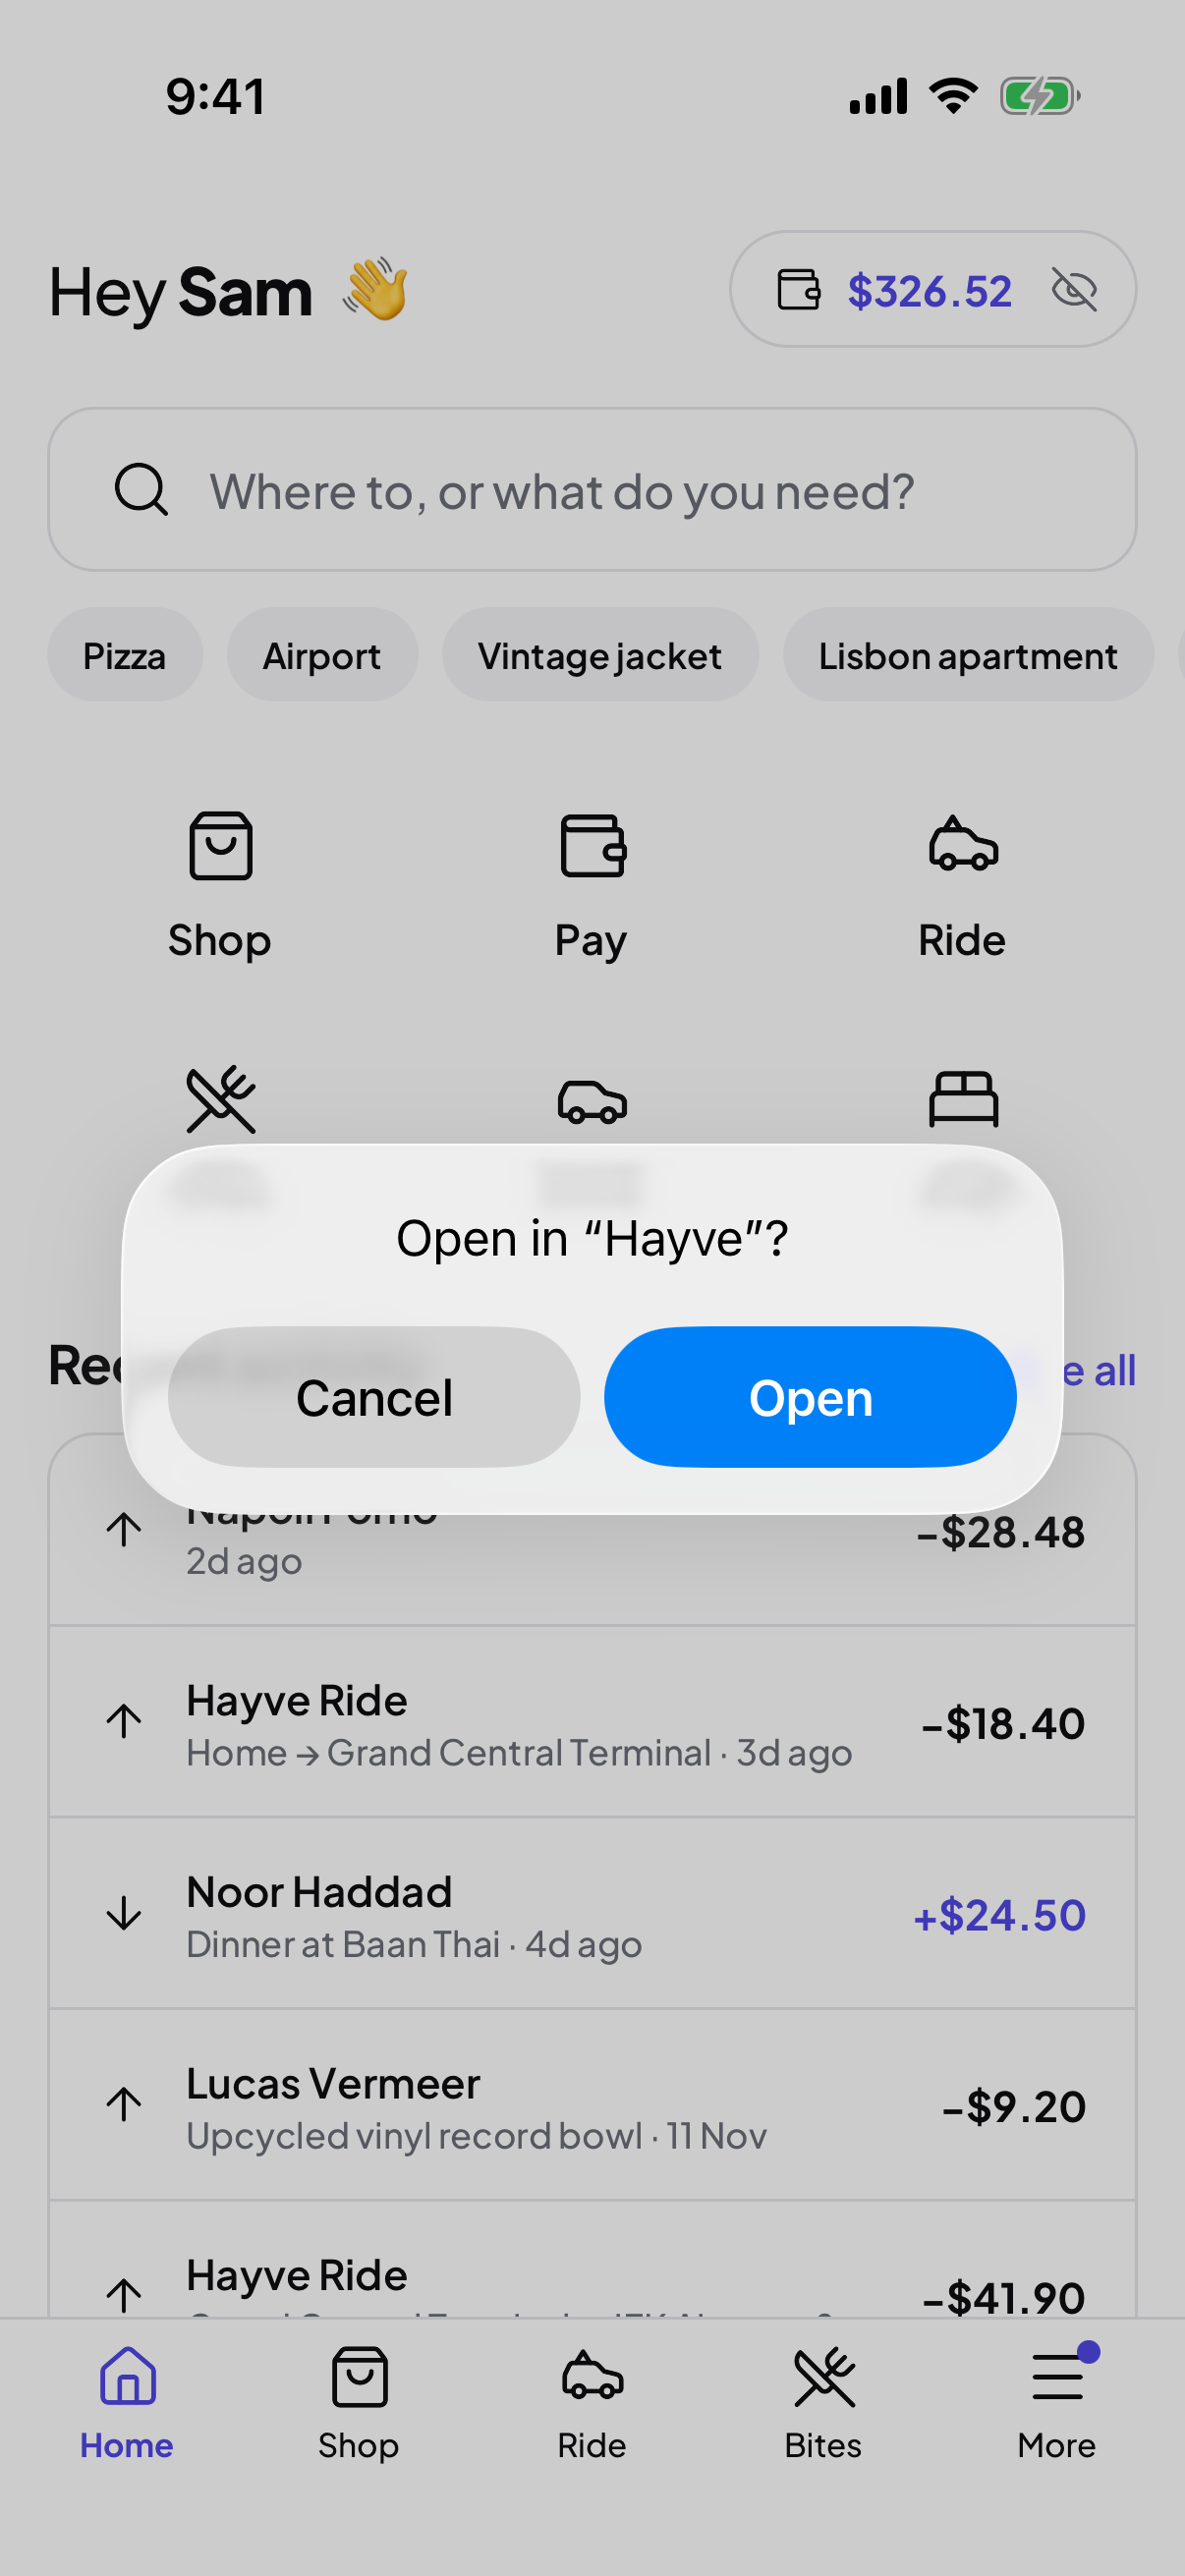 9:41
Hey Sam 👋
$326.52
Where to, or what do you need?
Pizza
Airport
Vintage jacket
Lisbon apartment
Shop
Pay
Ride
Open in “Hayve”?
Cancel
Open
all
–$28.48
2d ago
Hayve Ride
–$18.40
Home → Grand Central Terminal · 3d ago
Noor Haddad
+$24.50
Dinner at Baan Thai · 4d ago
Lucas Vermeer
–$9.20
Upcycled vinyl record bowl · 11 Nov
Hayve Ride
–$41.90
Home
Shop
Ride
Bites
More